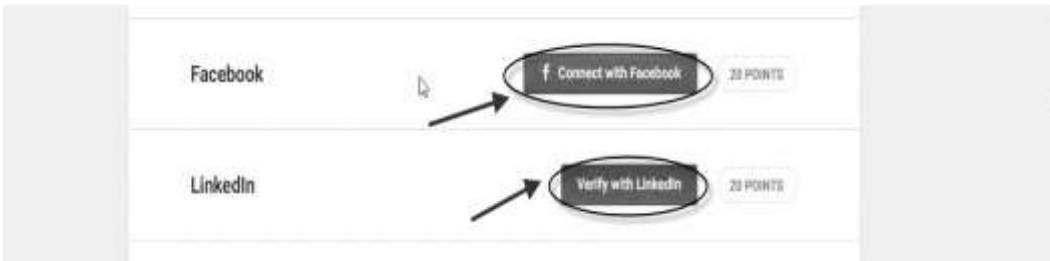 Facebook
f Connect with Facebook
20 POINTS
LinkedIn
Verify with LinkedIn
20 POINTS